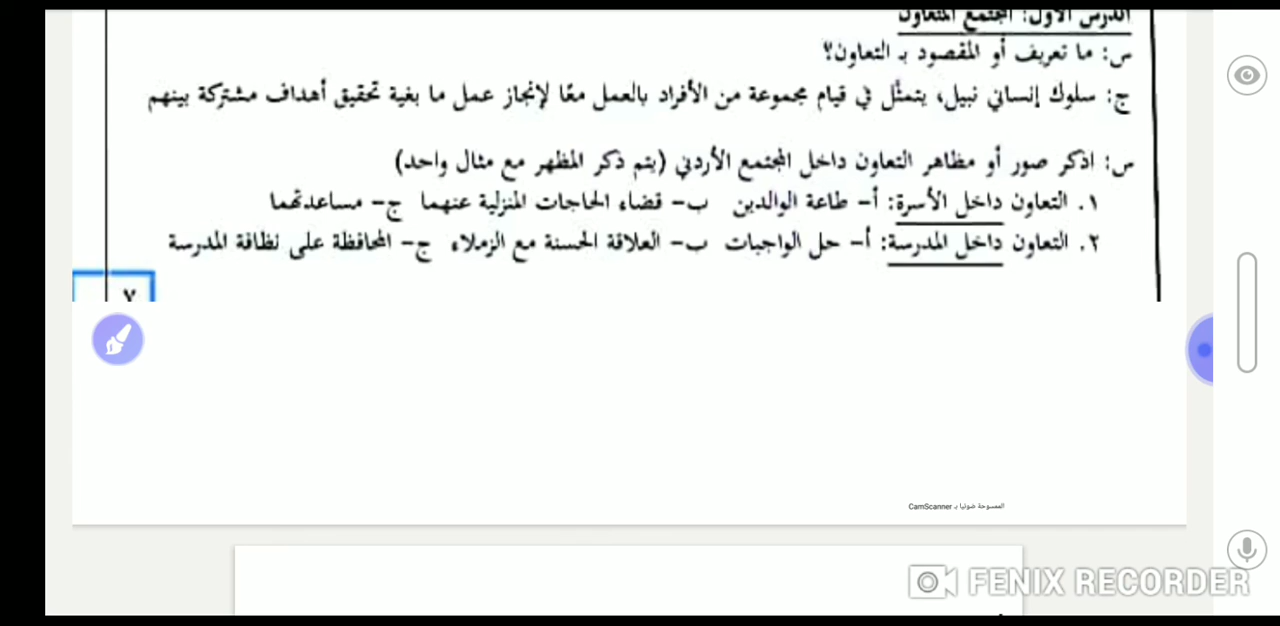 الدرس الأول: المجتمع المتعاون
س: ما تعريف أو المقصود بـ التعاون؟
ج: سلوك إنساني نبيل، يتمثَّل في قيام مجموعة من الأفراد بالعمل معًا لإنجاز عمل ما بغية تحقيق أهداف مشتركة بينهم
س: اذكر صور أو مظاهر التعاون داخل المجتمع الأردني (يتم ذكر المظهر مع مثال واحد)
١. التعاون داخل الأسرة: أ- طاعة الوالدين ب- قضاء الحاجات المنزلية عنهما ج- مساعدتهما
٢. التعاون داخل المدرسة: أ- حل الواجبات ب- العلاقة الحسنة مع الزملاء ج- المحافظة على نظافة المدرسة
٧
الممسوحة ضوئيا بـ CamScanner
FENIX RECORDER